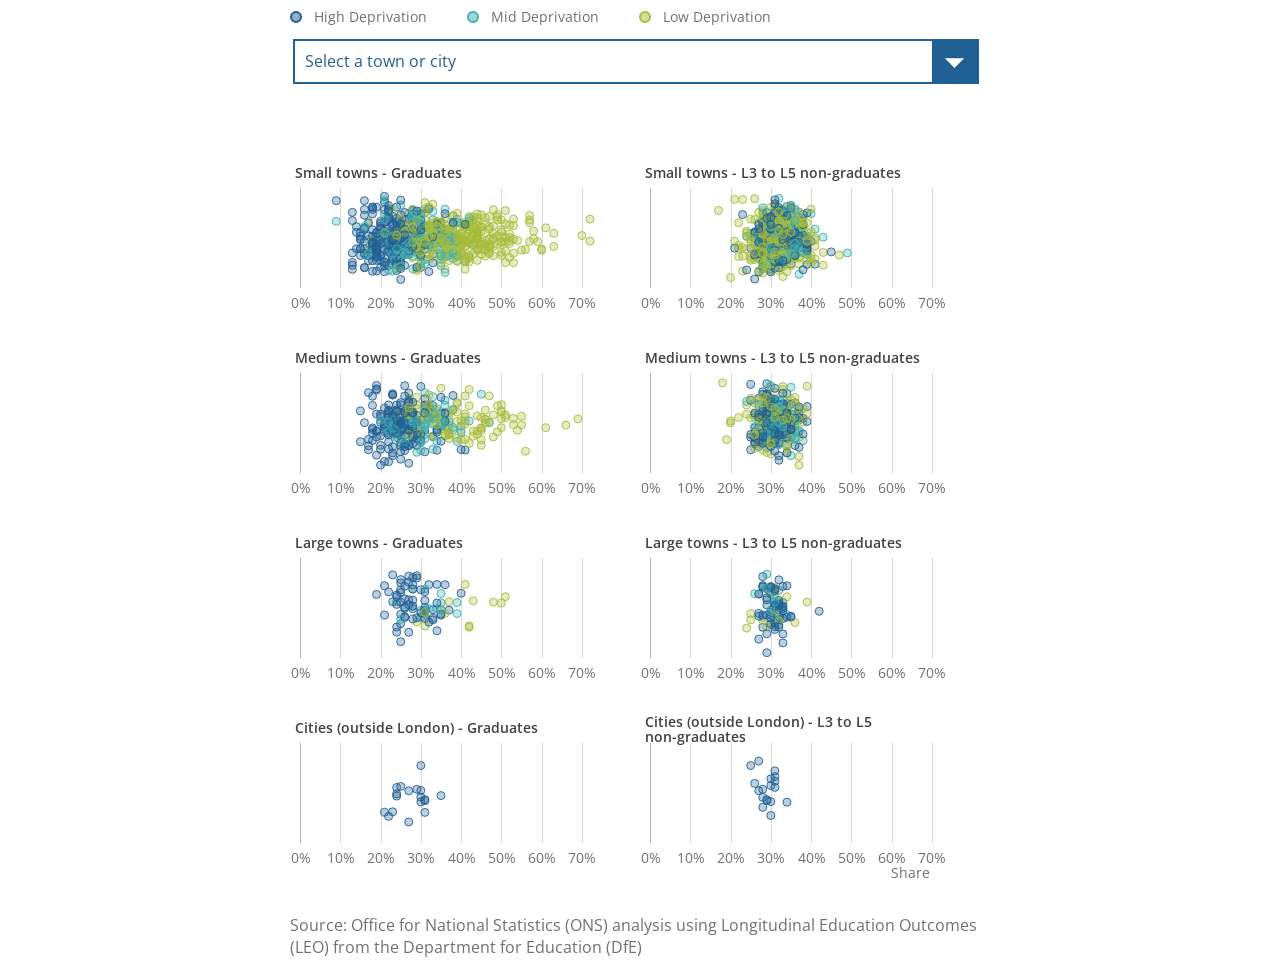 High Deprivation Mid Deprivation Low Deprivation
Select a town or city
Small towns - Graduates
0% 10% 20% 30% 40% 50% 60% 70%
Small towns - L3 to L5 non-graduates
0% 10% 20% 30% 40% 50% 60% 70%
Medium towns - Graduates
0% 10% 20% 30% 40% 50% 60% 70%
Medium towns - L3 to L5 non-graduates
0% 10% 20% 30% 40% 50% 60% 70%
Large towns - Graduates
0% 10% 20% 30% 40% 50% 60% 70%
Large towns - L3 to L5 non-graduates
0% 10% 20% 30% 40% 50% 60% 70%
Cities (outside London) - Graduates
0% 10% 20% 30% 40% 50% 60% 70%
Cities (outside London) - L3 to L5
non-graduates
0% 10% 20% 30% 40% 50% 60% 70%
Share
Source: Office for National Statistics (ONS) analysis using Longitudinal Education Outcomes
(LEO) from the Department for Education (DfE)